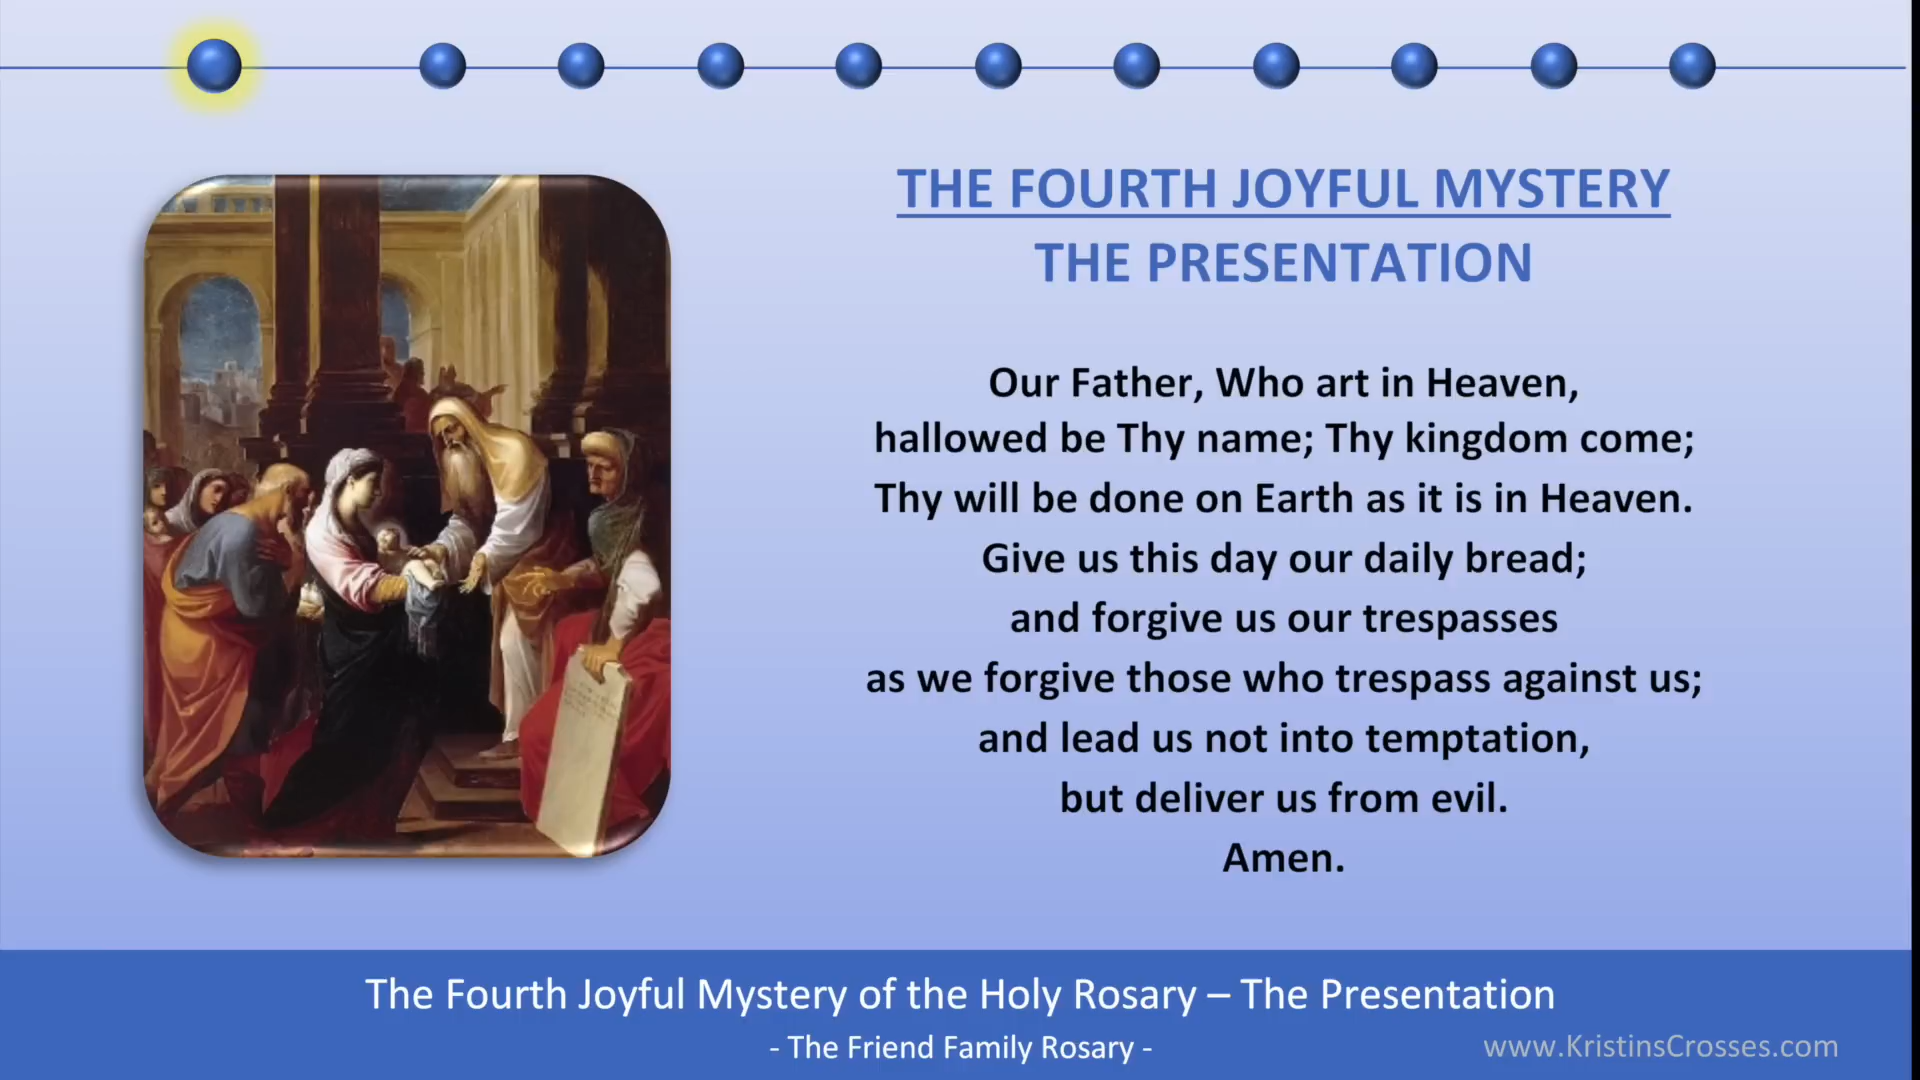 THE FOURTH JOYFUL MYSTERY
THE PRESENTATION
Our Father, Who art in Heaven,
hallowed be Thy name; Thy kingdom come;
Thy will be done on Earth as it is in Heaven.
Give us this day our daily bread;
and forgive us our trespasses
as we forgive those who trespass against us;
and lead us not into temptation,
but deliver us from evil.
Amen.
The Fourth Joyful Mystery of the Holy Rosary – The Presentation
- The Friend Family Rosary -
www.KristinsCrosses.com